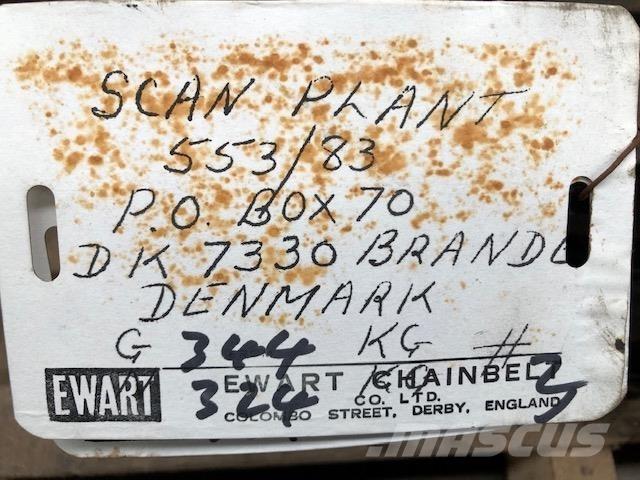 SCAN PLANT
553/83
P.O. BOX 70
DK 7330 BRANDE
DENMARK
G 344 KG #
EWART EWART CHAINBELT 3
N 324 KG CO. LTD.
COLOMBO STREET, DERBY, ENGLAND
MASCUS